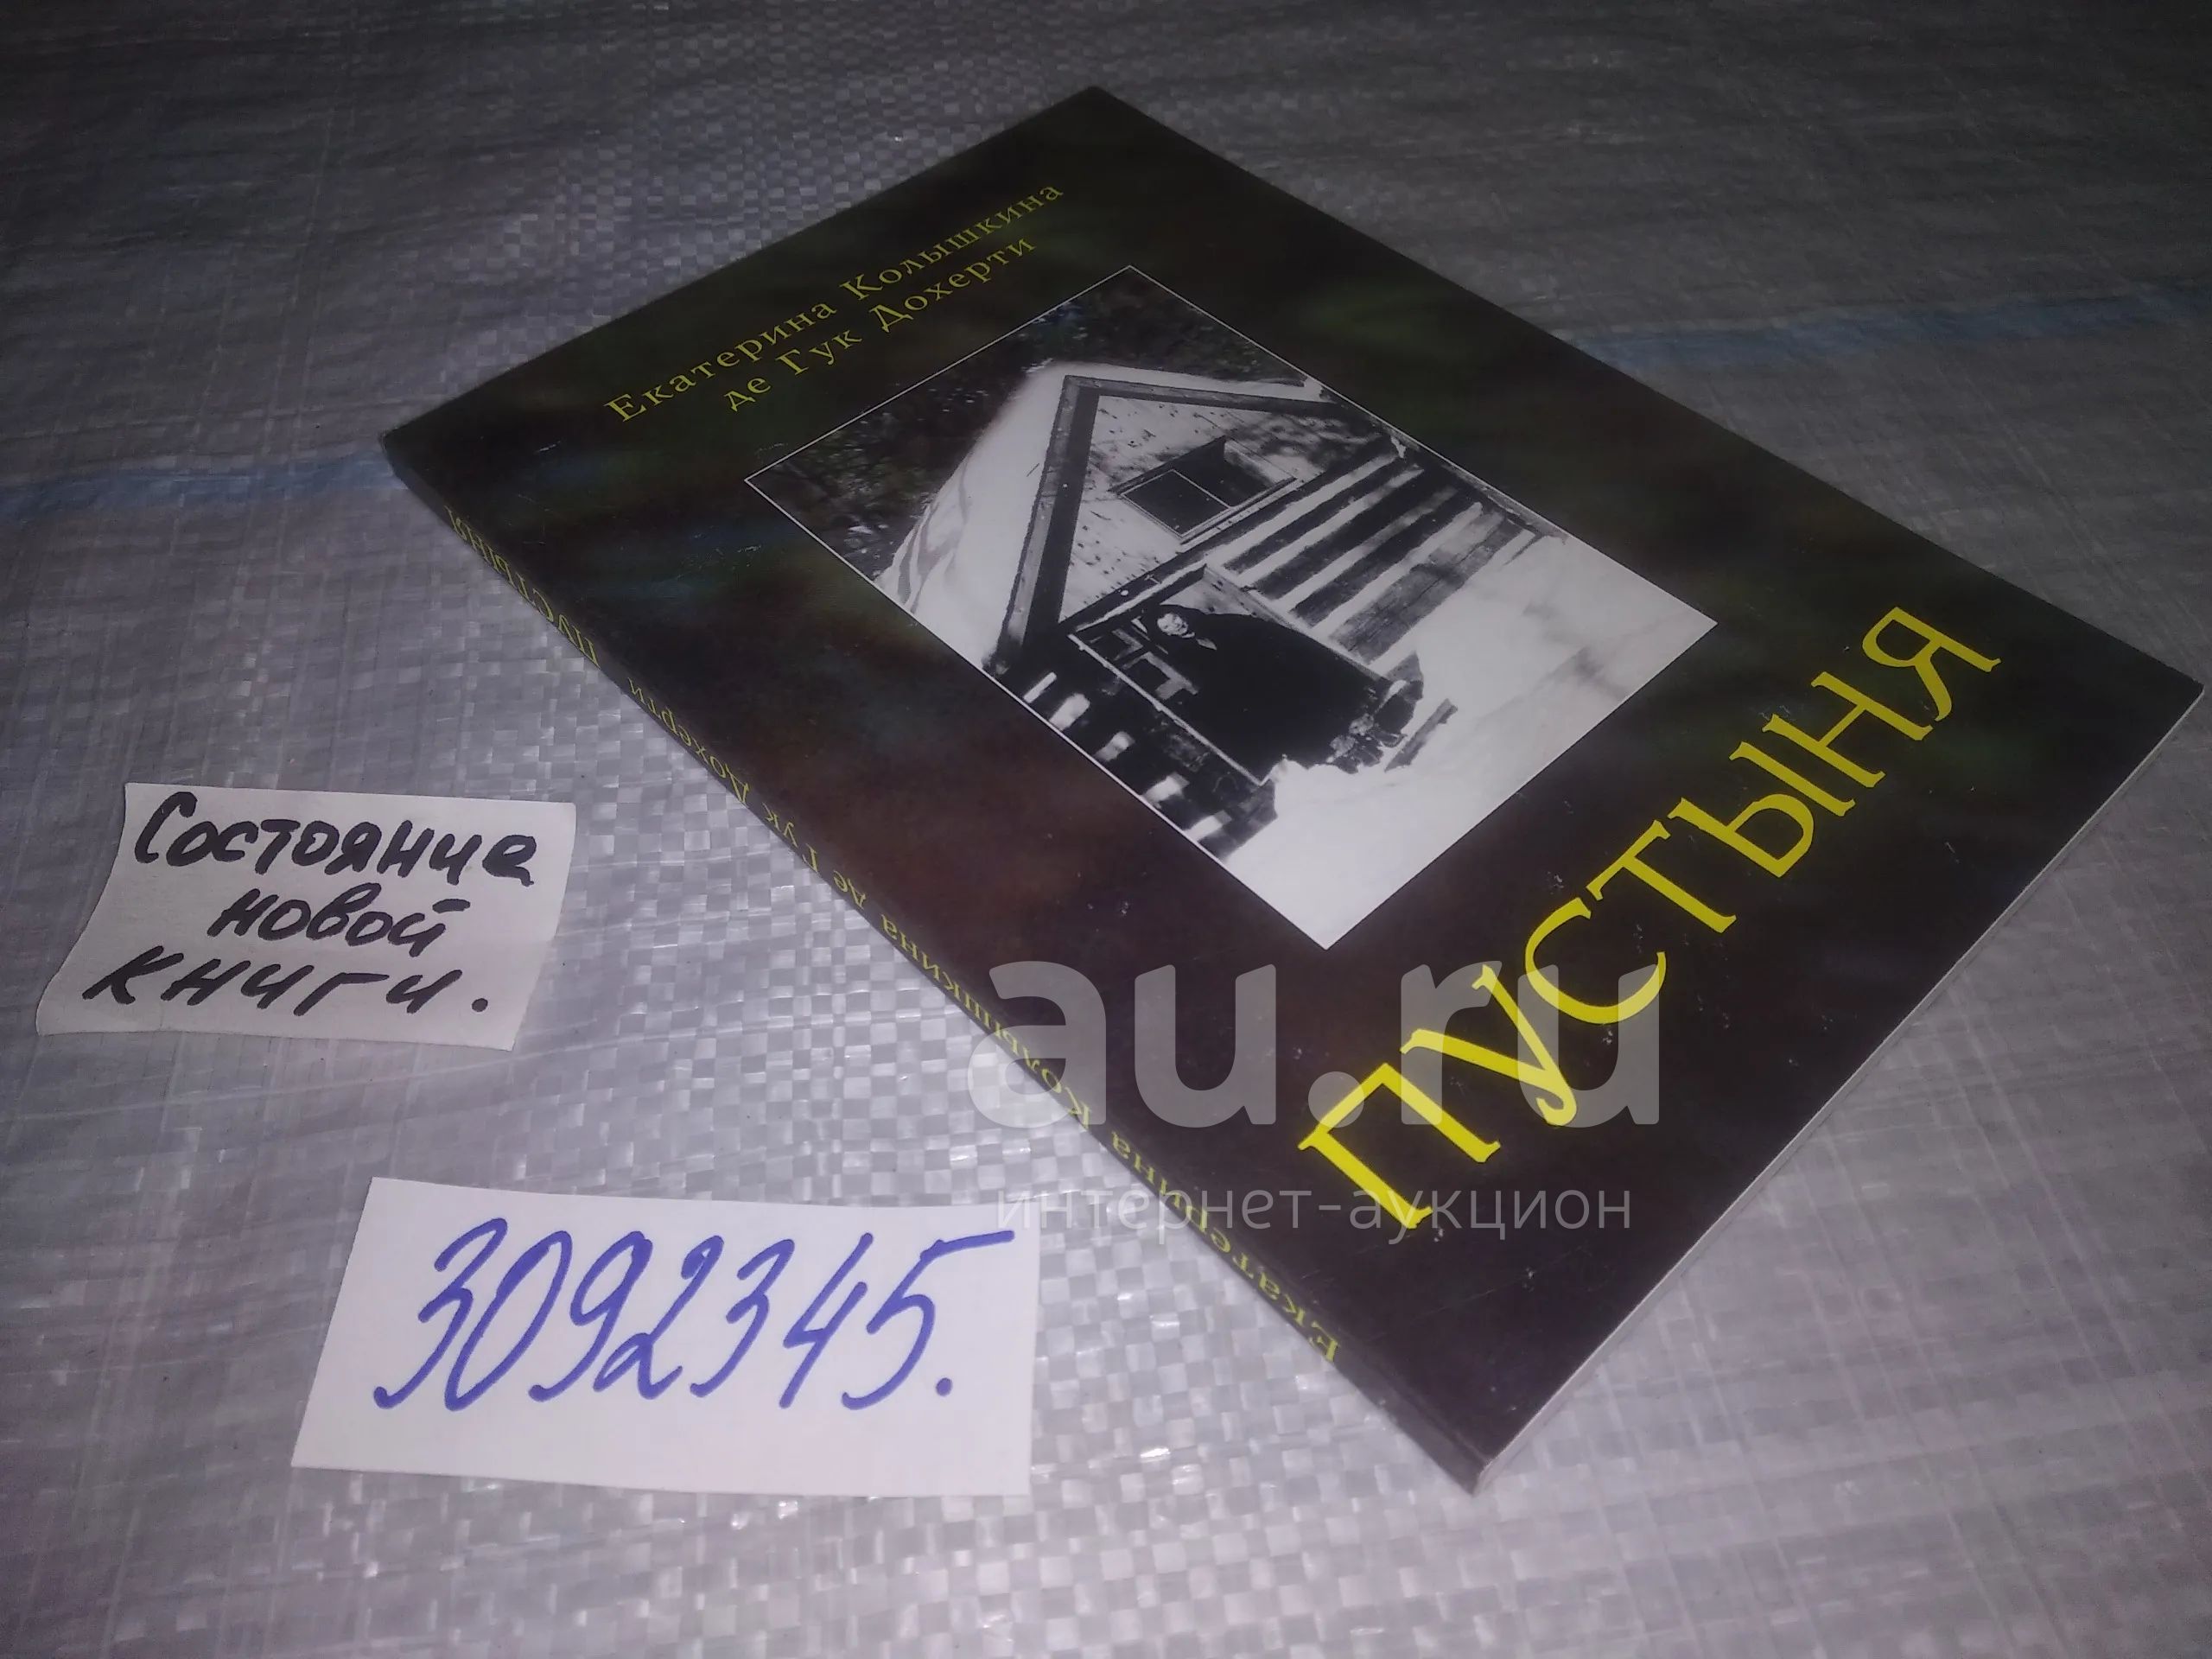 Екатерина Колышкина
де Гук Дохерти
ПУСТЫНЯ
Екатерина Колышкина де Гук Дохерти ПУСТЫНЯ
Состояние
новой
книги.
3092345.
au.ru
интернет-аукцион